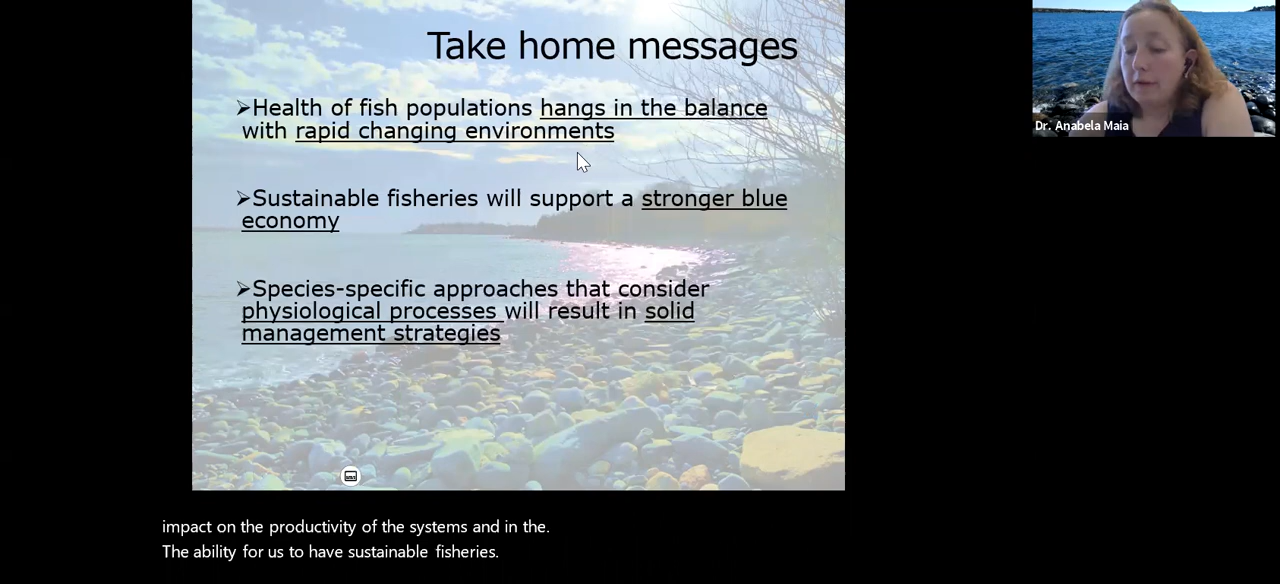 Take home messages
➢Health of fish populations hangs in the balance
with rapid changing environments
➢Sustainable fisheries will support a stronger blue
economy
➢Species-specific approaches that consider
physiological processes will result in solid
management strategies
Dr. Anabela Maia
impact on the productivity of the systems and in the.
The ability for us to have sustainable fisheries.